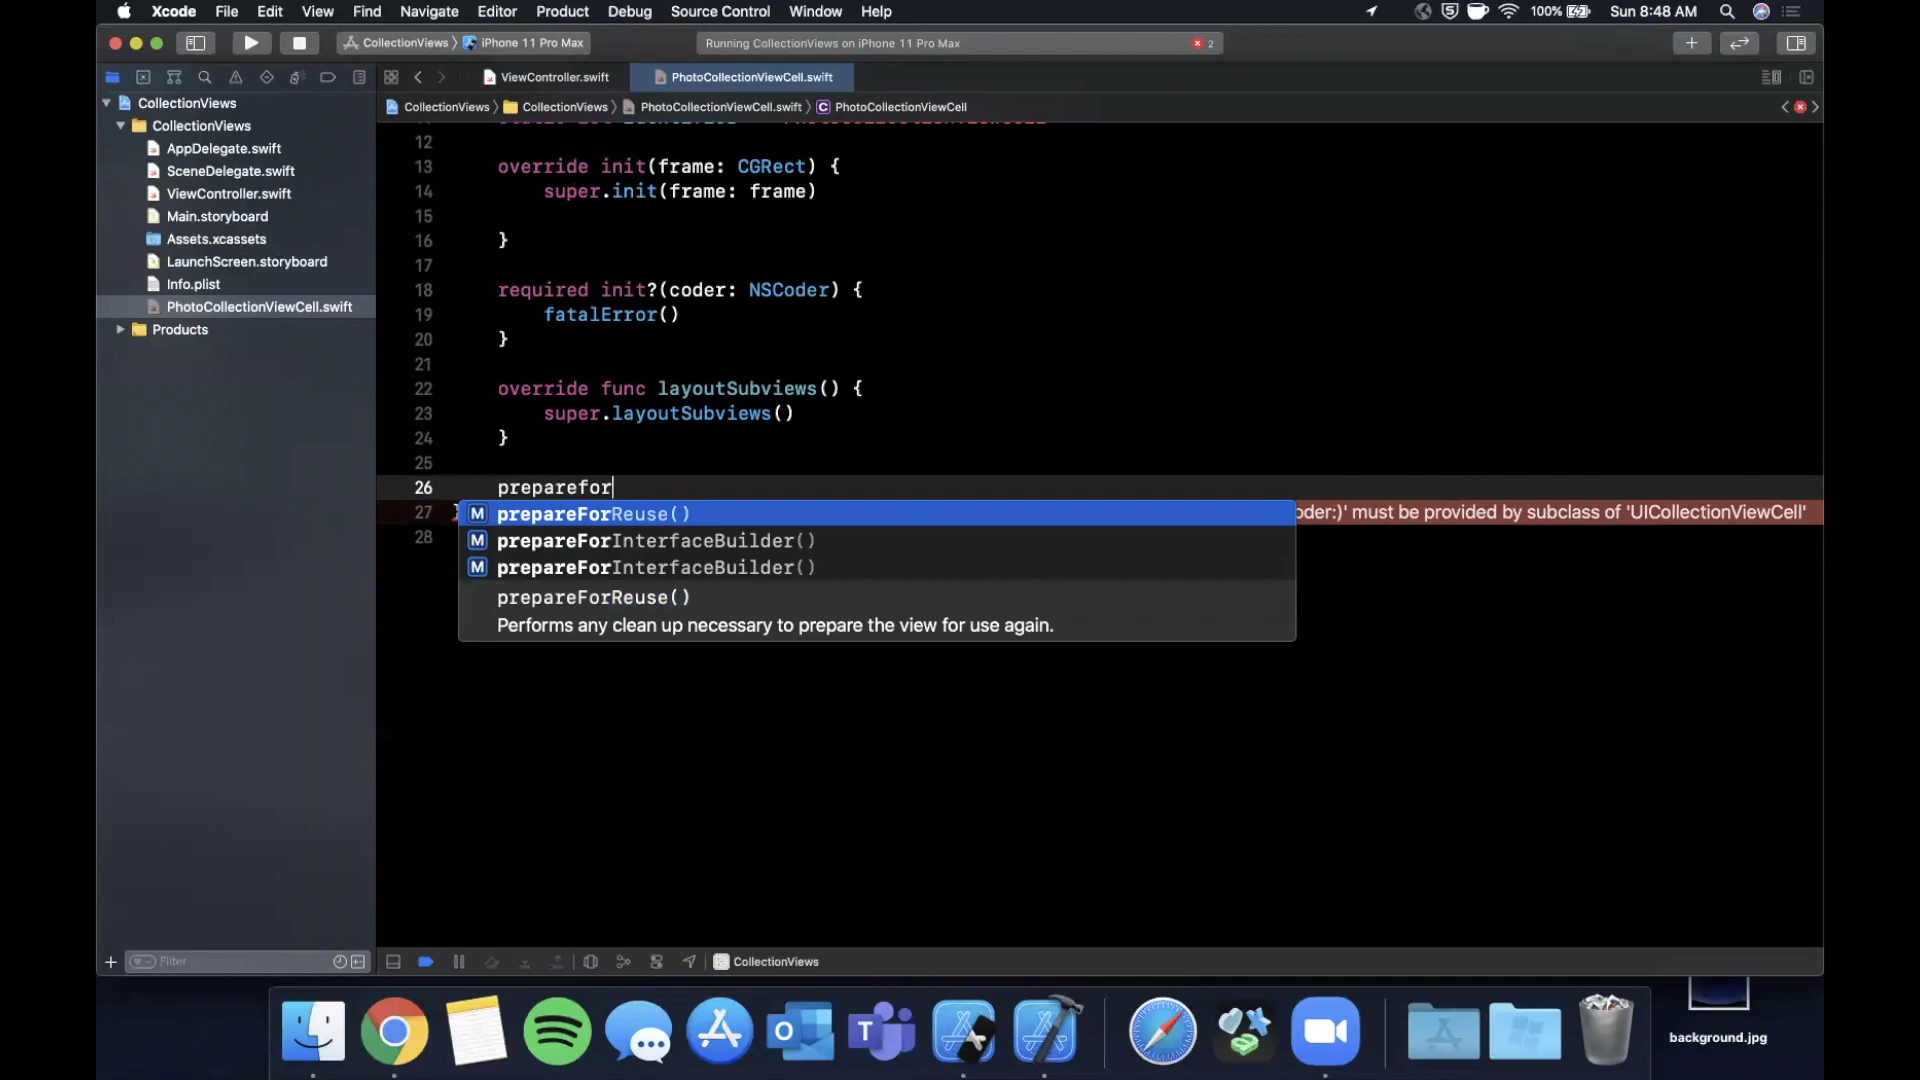 Xcode File Edit View Find Navigate Editor Product Debug Source Control Window Help 100% Sun 8:48 AM
CollectionViews iPhone 11 Pro Max Running CollectionViews on iPhone 11 Pro Max 2
ViewController.swift PhotoCollectionViewCell.swift
CollectionViews CollectionViews PhotoCollectionViewCell.swift C PhotoCollectionViewCell
CollectionViews
CollectionViews
AppDelegate.swift
SceneDelegate.swift
ViewController.swift
Main.storyboard
Assets.xcassets
LaunchScreen.storyboard
Info.plist
PhotoCollectionViewCell.swift
Products
12
13 override init(frame: CGRect) {
14 super.init(frame: frame)
15
16 }
17
18 required init?(coder: NSCoder) {
19 fatalError()
20 }
21
22 override func layoutSubviews() {
23 super.layoutSubviews()
24 }
25
26 preparefor
27 } oder:)' must be provided by subclass of 'UICollectionViewCell'
28
M prepareForReuse()
M prepareForInterfaceBuilder()
M prepareForInterfaceBuilder()
prepareForReuse()
Performs any clean up necessary to prepare the view for use again.
Filter
CollectionViews
background.jpg